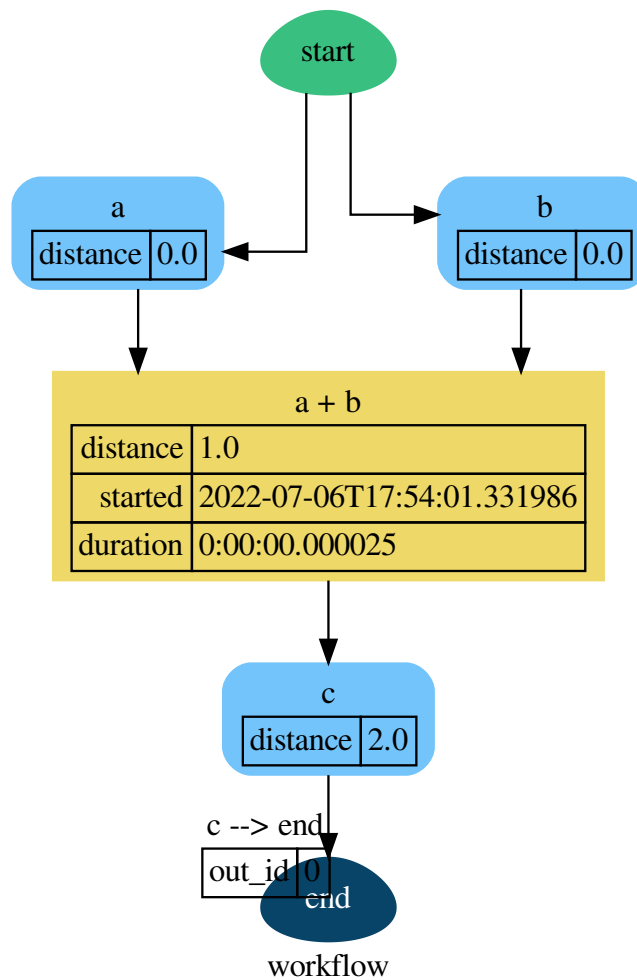 start
a
distance 0.0
b
distance 0.0
a + b
distance 1.0
started 2022-07-06T17:54:01.331986
duration 0:00:00.000025
c
distance 2.0
c --> end
out_id 0
end
workflow